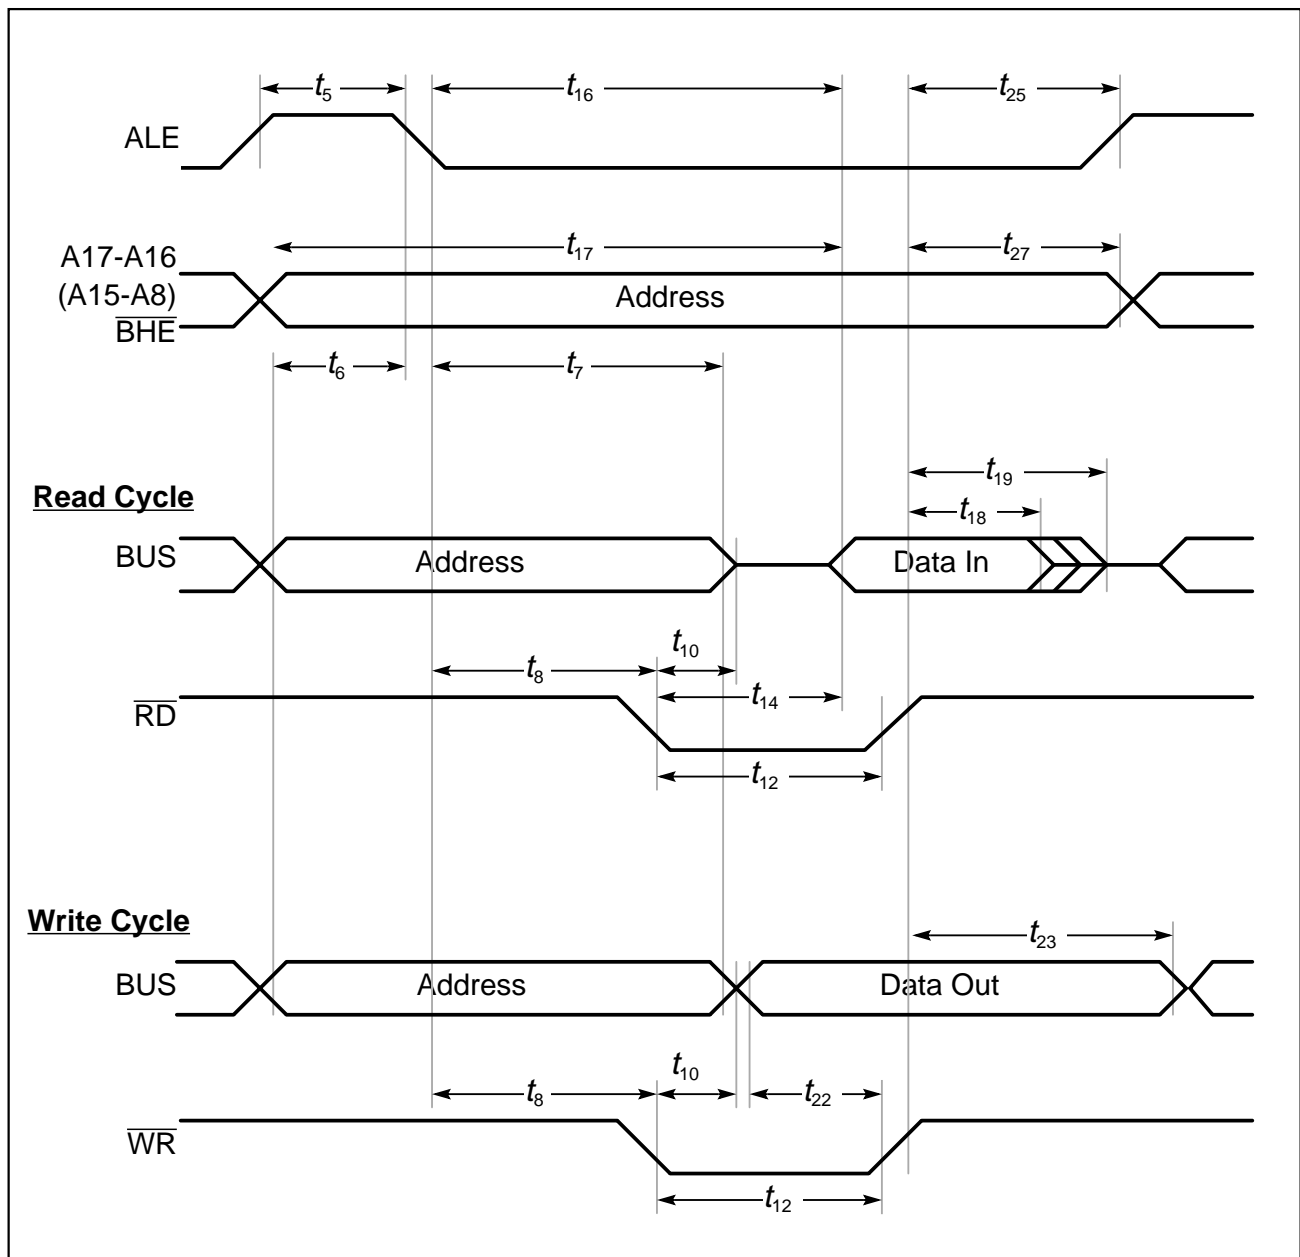 t5 t16 t25
ALE
A17-A16 t17 t27
(A15-A8) Address
BHE
t6 t7
t19
Read Cycle
t18
BUS Address Data In
t10
t8
t14
RD
t12
Write Cycle
t23
BUS Address Data Out
t10
t8 t22
WR
t12